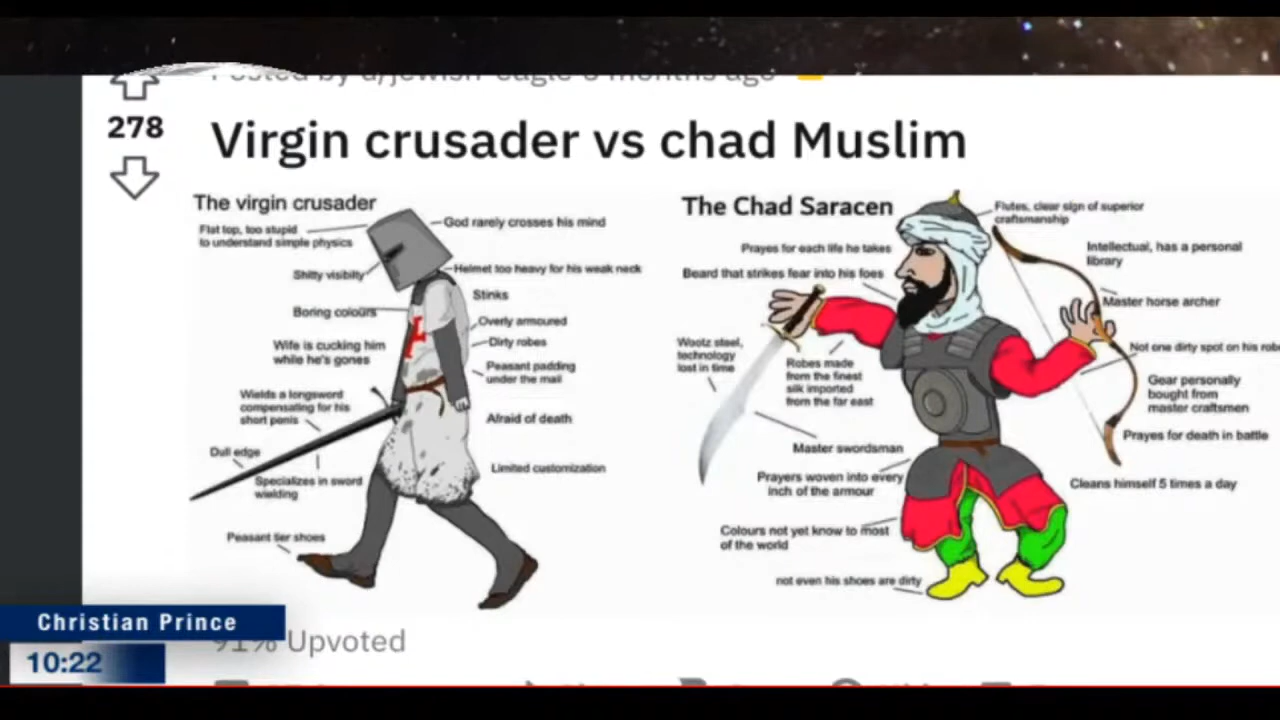 278
Virgin crusader vs chad Muslim
The virgin crusader
Flat top, too stupid
to understand simple physics
God rarely crosses his mind
Shitty visibilty
Helmet too heavy for his weak neck
Stinks
Boring colours
Overly armoured
Dirty robes
Wife is cucking him
while he's gones
Peasant padding
under the mail
Wields a longsword
compensating for his
short penis
Afraid of death
Dull edge
Limited customization
Specializes in sword
wielding
Peasant tier shoes
The Chad Saracen
Flutes, clear sign of superior
craftsmanship
Prayes for each life he takes
Intellectual, has a personal
library
Beard that strikes fear into his foes
Master horse archer
Wootz steel,
technology
lost in time
Robes made
from the finest
silk imported
from the far east
Not one dirty spot on his robe
Gear personally
bought from
master craftsmen
Master swordsman
Prayes for death in battle
Prayers woven into every
inch of the armour
Cleans himself 5 times a day
Colours not yet know to most
of the world
not even his shoes are dirty
Christian Prince
91% Upvoted
10:22